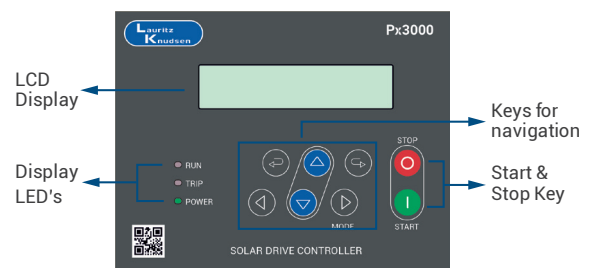 Lauritz
Knudsen
Px3000
LCD
Display
Keys for
navigation
STOP
Display
LED's
RUN
TRIP
POWER
Start &
Stop Key
MODE
START
SOLAR DRIVE CONTROLLER